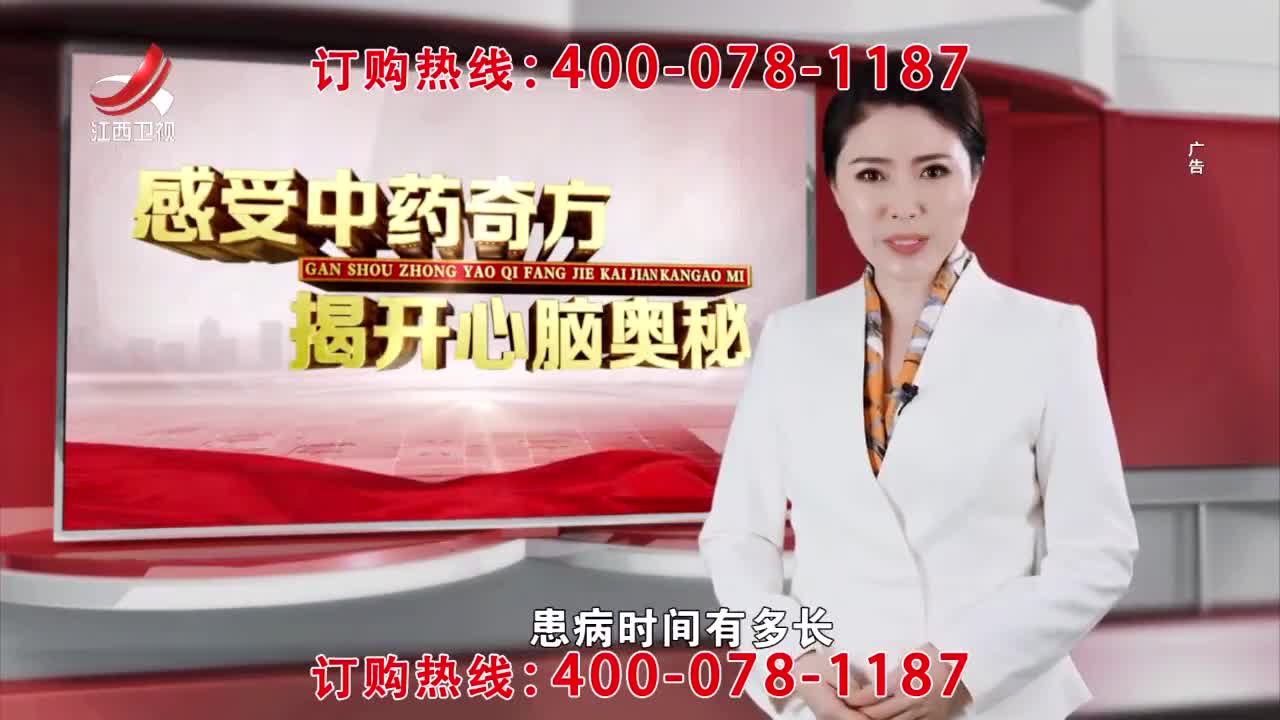 订购热线:400-078-1187
江西卫视
广告
感受中药奇方
GAN SHOU ZHONG YAO QI FANG JIE KAI JIAN KANGAO MI
揭开心脑奥秘
患病时间有多长
订购热线:400-078-1187